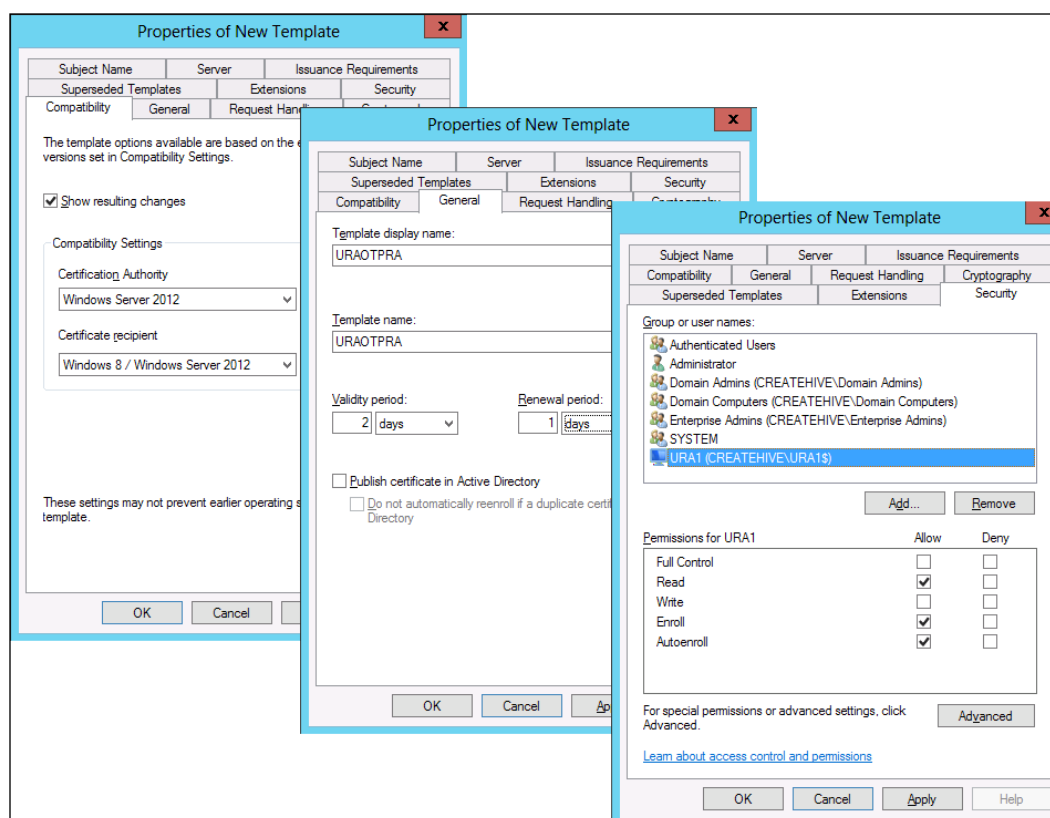 Properties of New Template
x
Subject Name Server Issuance Requirements
Superseded Templates Extensions Security
Compatibility General Request
The template options available are based on the
versions set in Compatibility Settings.
Show resulting changes
Compatibility Settings
Certification Authority
Windows Server 2012
Certificate recipient
Windows 8 / Windows Server 2012
These settings may not prevent earlier operating
template.
OK Cancel
Properties of New Template
x
Subject Name Server Issuance Requirements
Superseded Templates Extensions Security
Compatibility General Request Handling
Template display name:
URAOTPRA
Template name:
URAOTPRA
Validity period: Renewal period:
2 days 1 days
Publish certificate in Active Directory
Do not automatically reenroll if a duplicate
Directory
OK Cancel
Properties of New Template
x
Subject Name Server Issuance Requirements
Compatibility General Request Handling Cryptography
Superseded Templates Extensions Security
Group or user names:
Authenticated Users
Administrator
Domain Admins (CREATEHIVE\Domain Admins)
Domain Computers (CREATEHIVE\Domain Computers)
Enterprise Admins (CREATEHIVE\Enterprise Admins)
SYSTEM
URA1 (CREATEHIVE\URA1$)
Add... Remove
Permissions for URA1 Allow Deny
Full Control
Read
Write
Enroll
Autoenroll
For special permissions or advanced settings, click
Advanced.
Advanced
Learn about access control and permissions
OK Cancel Apply Help